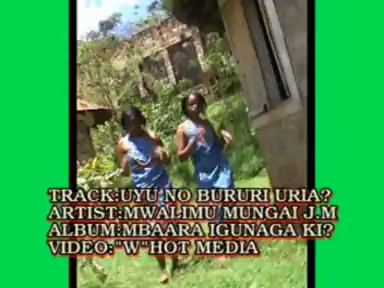 TRACK:UYU NO BURURI URIA?
ARTIST:MWALIMU MUNGAI J.M
ALBUM:MBAARA IGUNAGA KI?
VIDEO:"W"HOT MEDIA